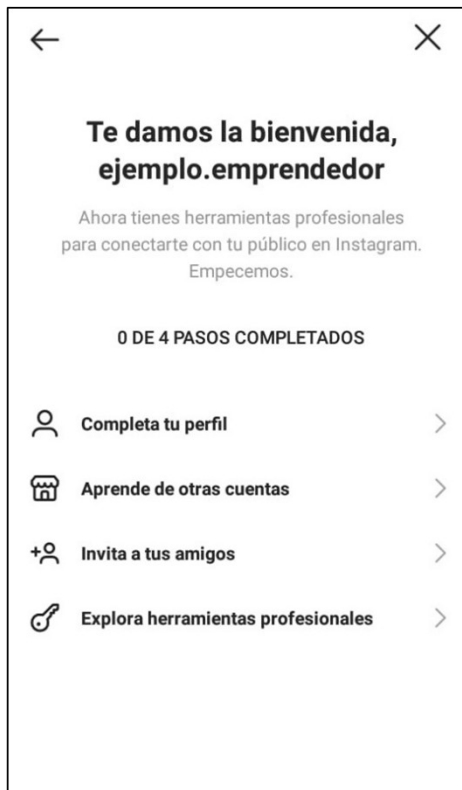 Te damos la bienvenida,
ejemplo.emprendedor
Ahora tienes herramientas profesionales
para conectarte con tu público en Instagram.
Empecemos.
0 DE 4 PASOS COMPLETADOS
Completa tu perfil
Aprende de otras cuentas
Invita a tus amigos
Explora herramientas profesionales